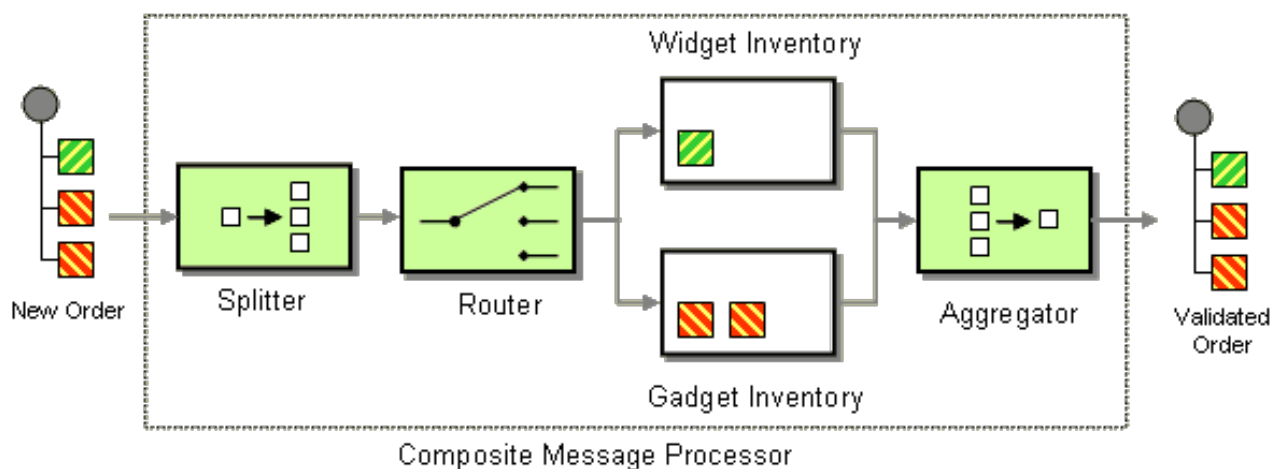 Widget Inventory
New Order
Splitter
Router
Aggregator
Validated
Order
Gadget Inventory
Composite Message Processor